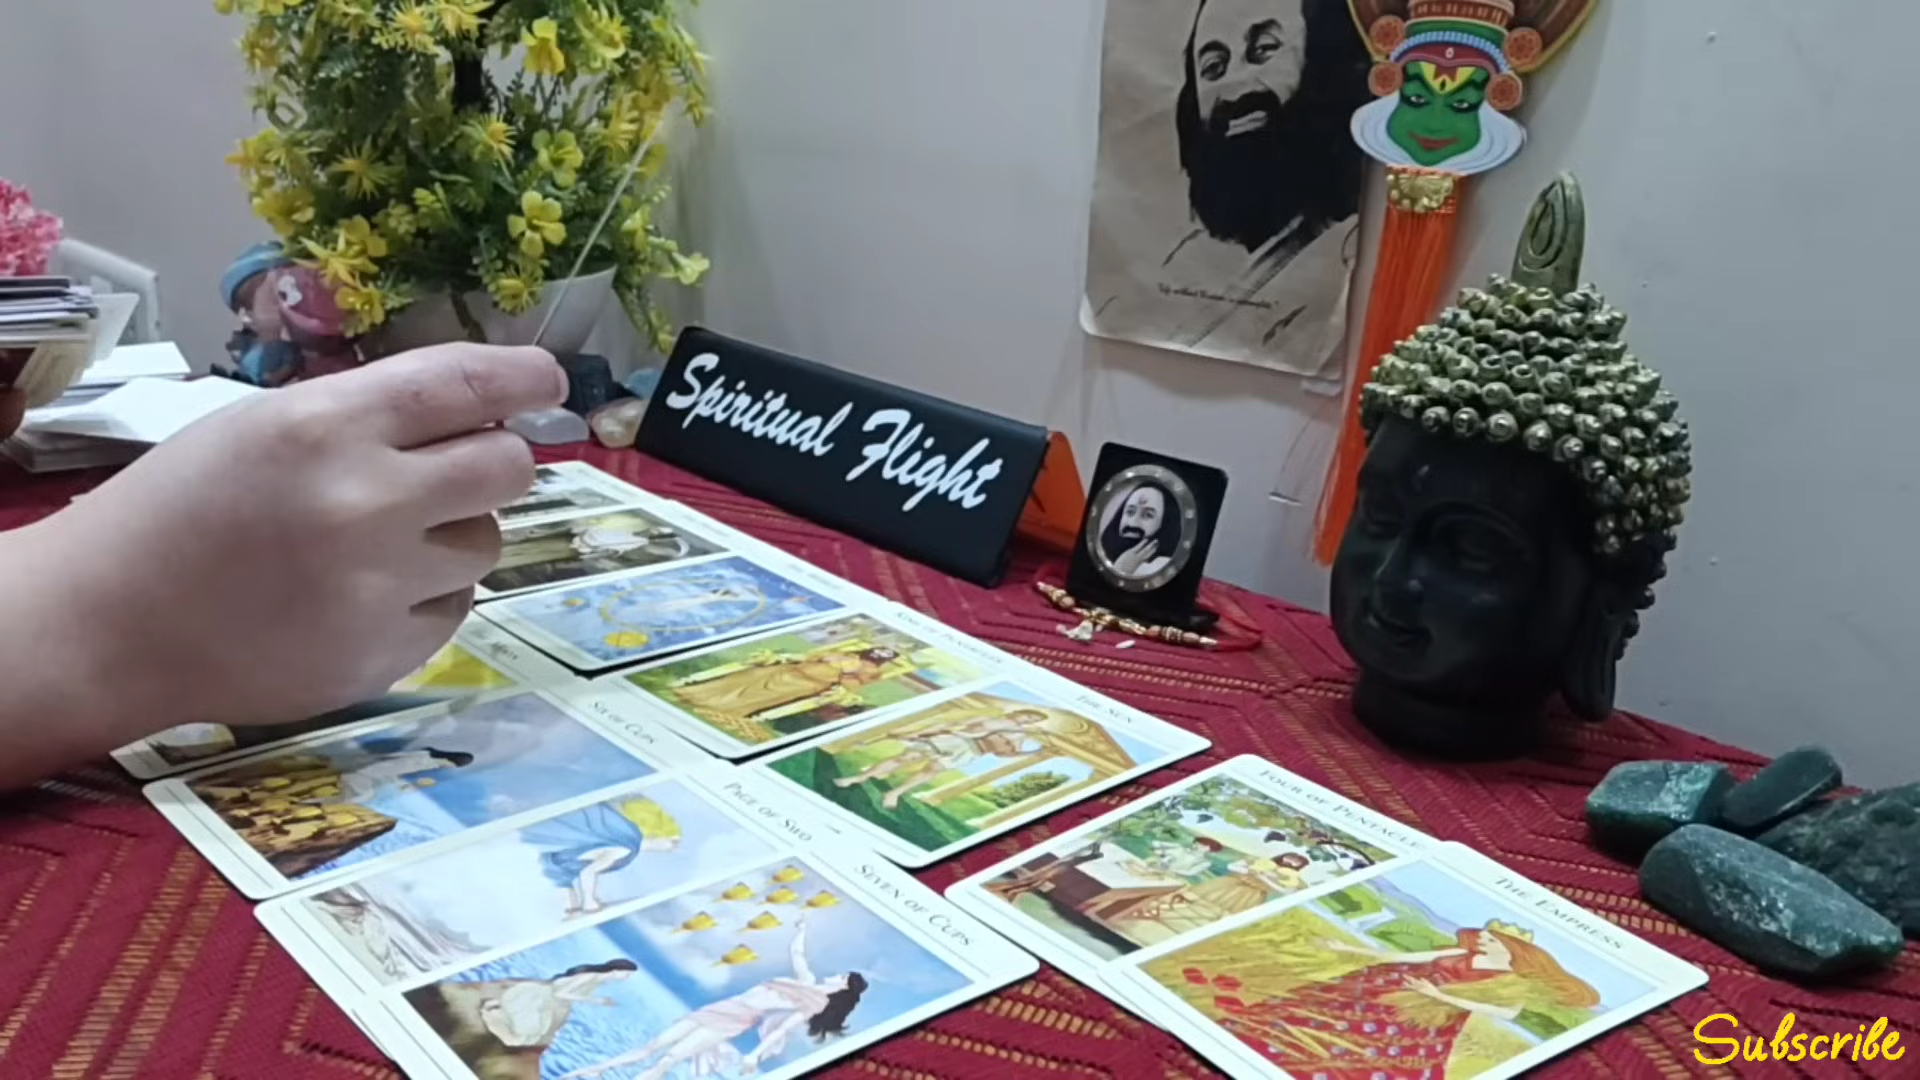 Spiritual Flight
KING OF PENTACLES
THE SUN
SIX OF CUPS
PAGE OF SWO
SEVEN OF CUPS
FOUR OF PENTACLE
THE EMPRESS
Subscribe